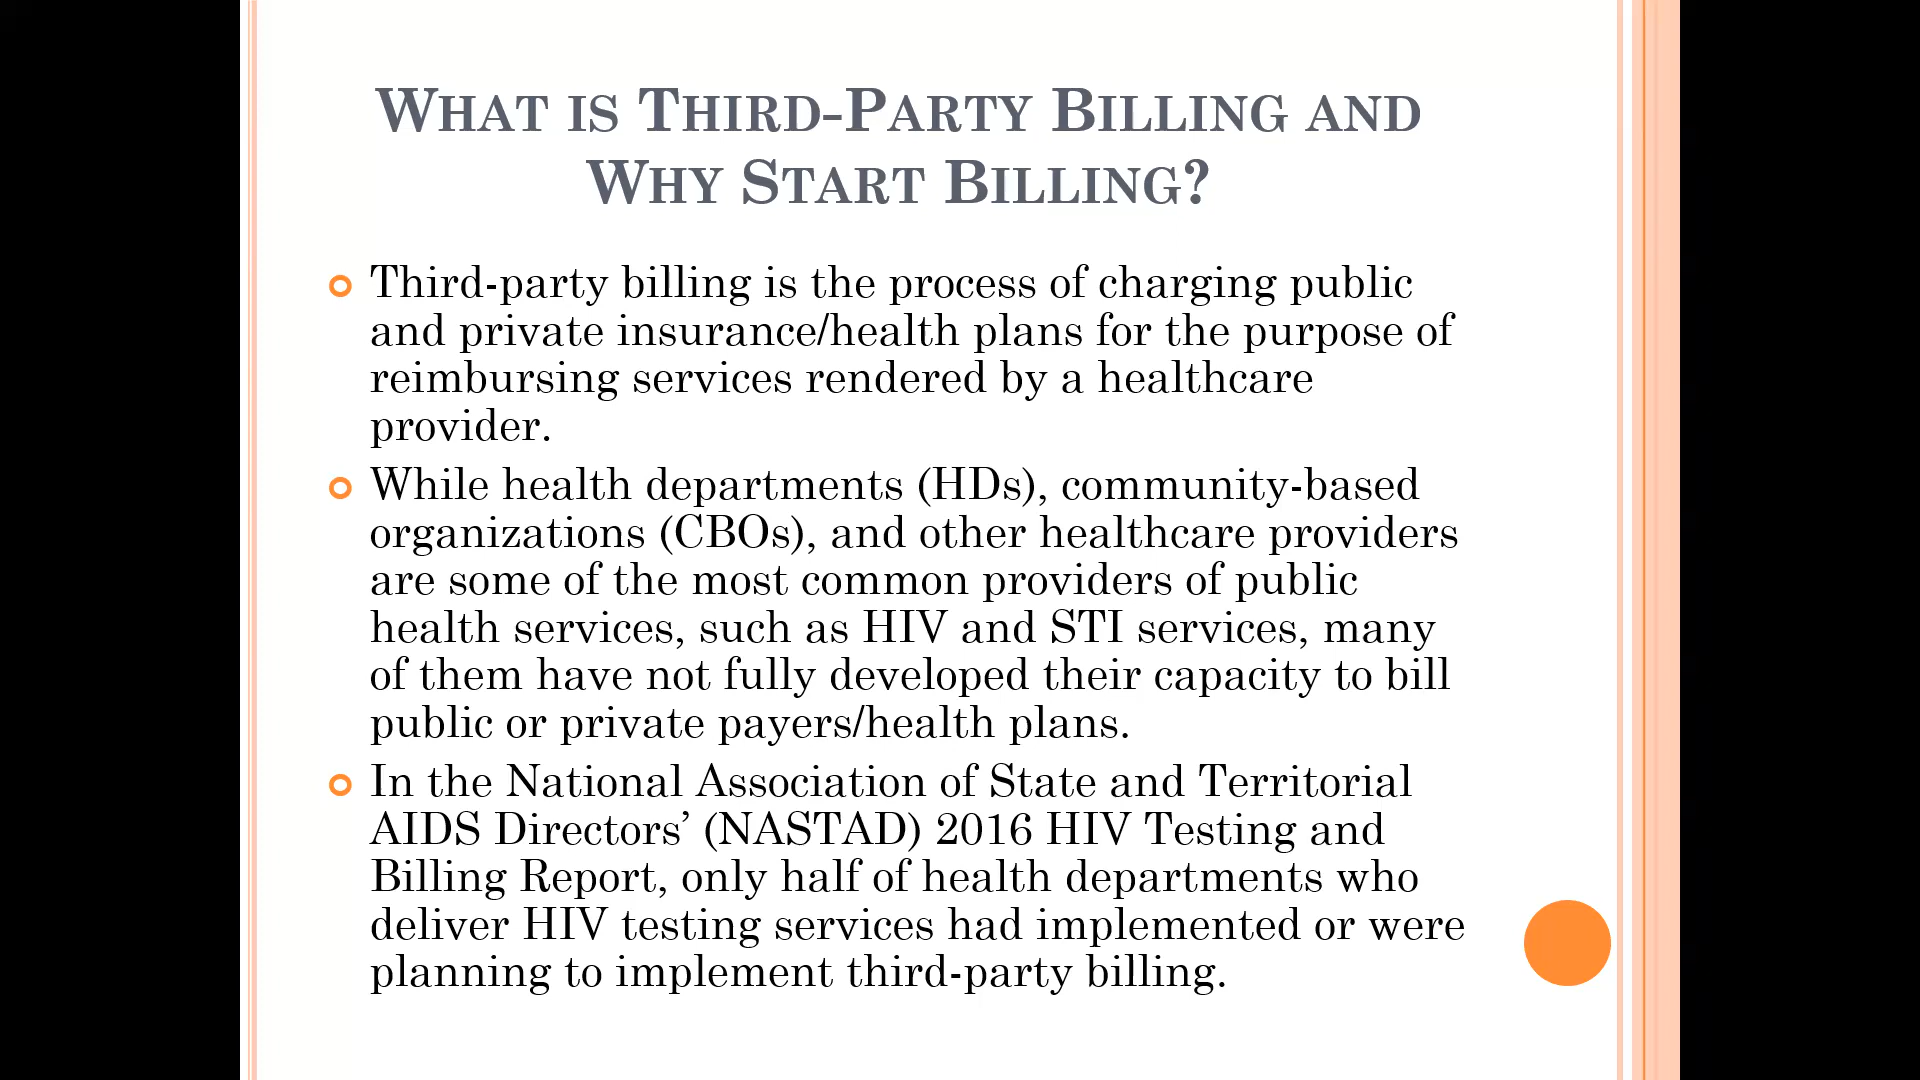 What is Third-Party Billing and
Why Start Billing?
Third-party billing is the process of charging public
and private insurance/health plans for the purpose of
reimbursing services rendered by a healthcare
provider.
While health departments (HDs), community-based
organizations (CBOs), and other healthcare providers
are some of the most common providers of public
health services, such as HIV and STI services, many
of them have not fully developed their capacity to bill
public or private payers/health plans.
In the National Association of State and Territorial
AIDS Directors’ (NASTAD) 2016 HIV Testing and
Billing Report, only half of health departments who
deliver HIV testing services had implemented or were
planning to implement third-party billing.